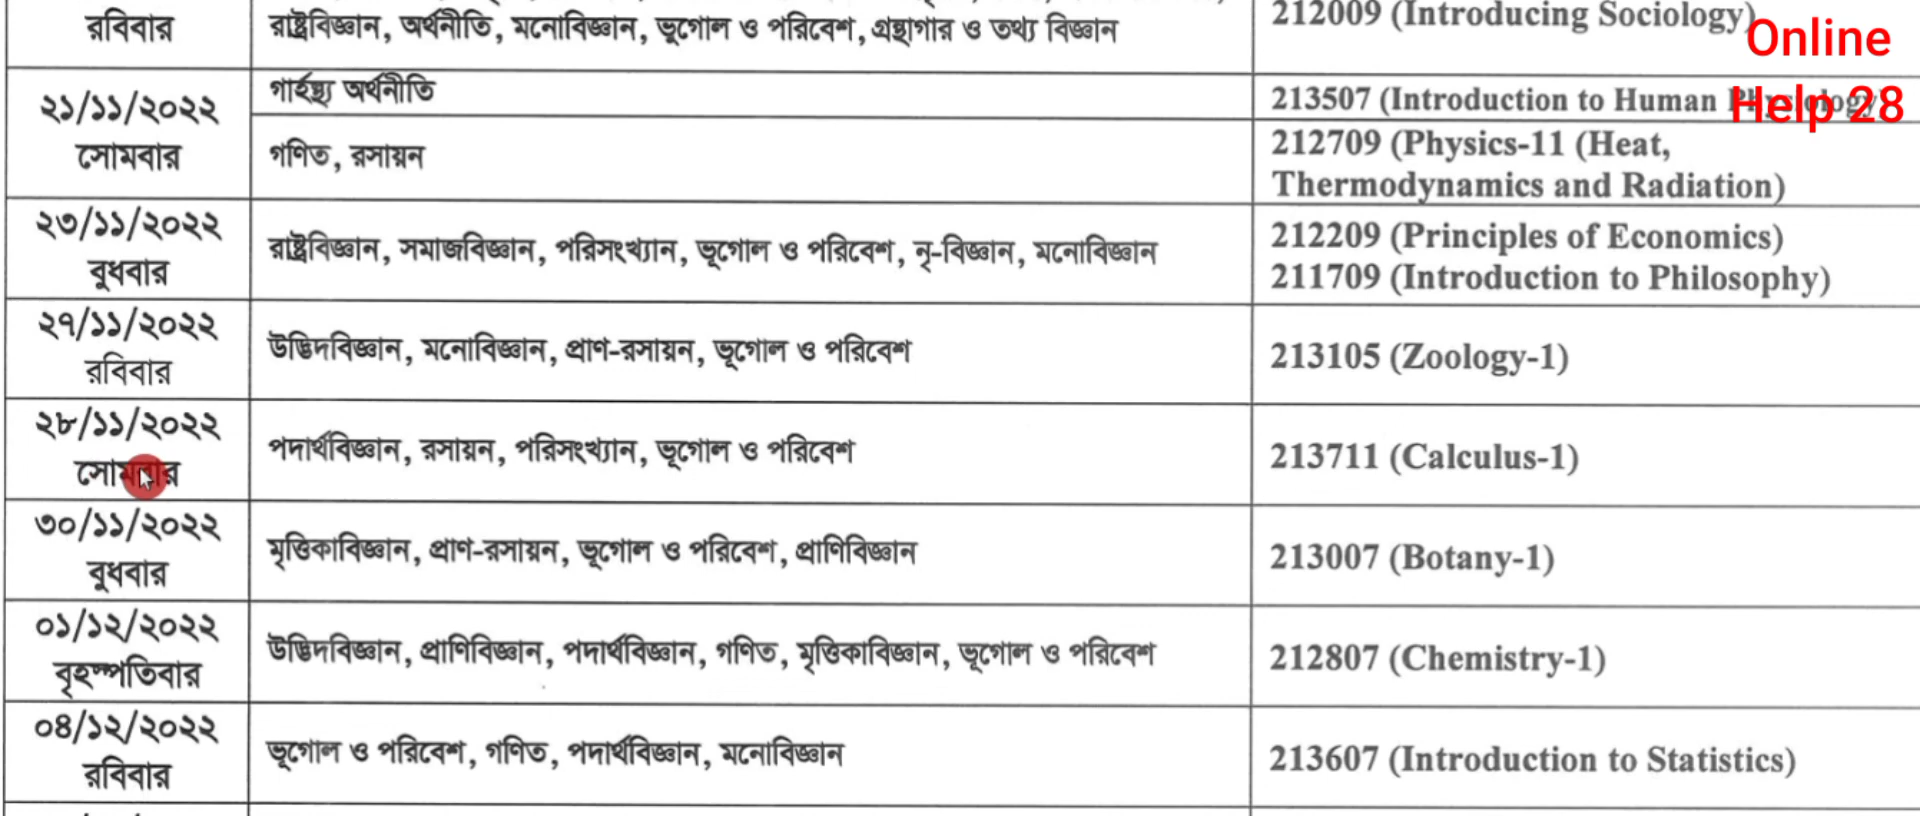 রবিবার
রাষ্ট্রবিজ্ঞান, অর্থনীতি, মনোবিজ্ঞান, ভূগোল ও পরিবেশ, গ্রন্থাগার ও তথ্য বিজ্ঞান
212009 (Introducing Sociology)
Online
Help 28
২১/১১/২০২২
সোমবার
গার্হস্থ্য অর্থনীতি
213507 (Introduction to Human Physiology
গণিত, রসায়ন
212709 (Physics-11 (Heat,
Thermodynamics and Radiation)
২৩/১১/২০২২
বুধবার
রাষ্ট্রবিজ্ঞান, সমাজবিজ্ঞান, পরিসংখ্যান, ভূগোল ও পরিবেশ, নৃ-বিজ্ঞান, মনোবিজ্ঞান
212209 (Principles of Economics)
211709 (Introduction to Philosophy)
২৭/১১/২০২২
রবিবার
উদ্ভিদবিজ্ঞান, মনোবিজ্ঞান, প্রাণ-রসায়ন, ভূগোল ও পরিবেশ
213105 (Zoology-1)
২৮/১১/২০২২
সোমবার
পদার্থবিজ্ঞান, রসায়ন, পরিসংখ্যান, ভূগোল ও পরিবেশ
213711 (Calculus-1)
৩০/১১/২০২২
বুধবার
মৃত্তিকাবিজ্ঞান, প্রাণ-রসায়ন, ভূগোল ও পরিবেশ, প্রাণিবিজ্ঞান
213007 (Botany-1)
০১/১২/২০২২
বৃহস্পতিবার
উদ্ভিদবিজ্ঞান, প্রাণিবিজ্ঞান, পদার্থবিজ্ঞান, গণিত, মৃত্তিকাবিজ্ঞান, ভূগোল ও পরিবেশ
212807 (Chemistry-1)
০৪/১২/২০২২
রবিবার
ভূগোল ও পরিবেশ, গণিত, পদার্থবিজ্ঞান, মনোবিজ্ঞান
213607 (Introduction to Statistics)